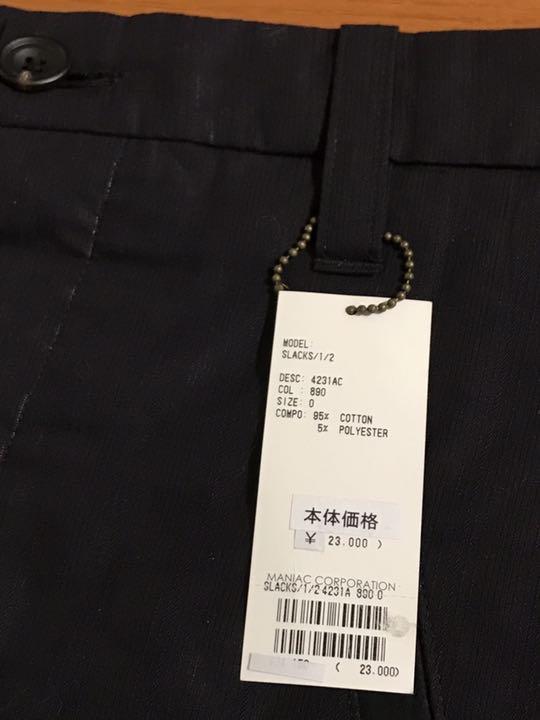 MODEL:
SLACKS/1/2
DESC: 4231AC
COL : 890
SIZE: 0
COMPO: 95% COTTON
5% POLYESTER
本体価格
¥ 23.000 )
MANIAC CORPORATION
SLACKS/1/2 4231A 890 0
( 23.000)